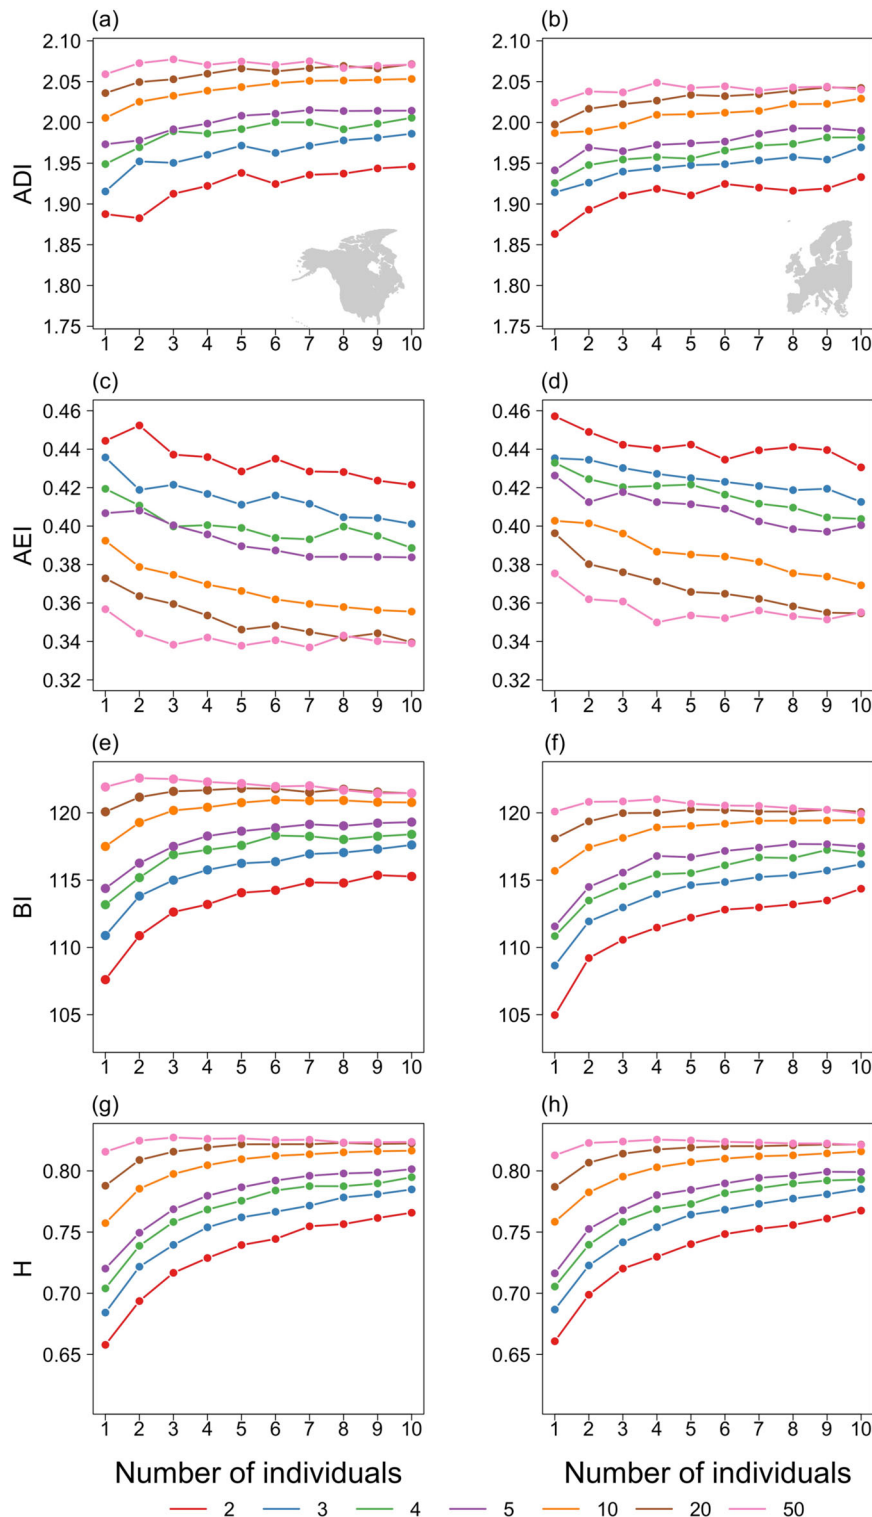 (a) (b)
ADI
2.10 2.10
2.05 2.05
2.00 2.00
1.95 1.95
1.90 1.90
1.85 1.85
1.80 1.80
1.75 1.75
1 2 3 4 5 6 7 8 9 10 1 2 3 4 5 6 7 8 9 10
(c) (d)
AEI
0.46 0.46
0.44 0.44
0.42 0.42
0.40 0.40
0.38 0.38
0.36 0.36
0.34 0.34
0.32 0.32
1 2 3 4 5 6 7 8 9 10 1 2 3 4 5 6 7 8 9 10
(e) (f)
BI
120 120
115 115
110 110
105 105
1 2 3 4 5 6 7 8 9 10 1 2 3 4 5 6 7 8 9 10
(g) (h)
H
0.80 0.80
0.75 0.75
0.70 0.70
0.65 0.65
1 2 3 4 5 6 7 8 9 10 1 2 3 4 5 6 7 8 9 10
Number of individuals Number of individuals
2 3 4 5 10 20 50